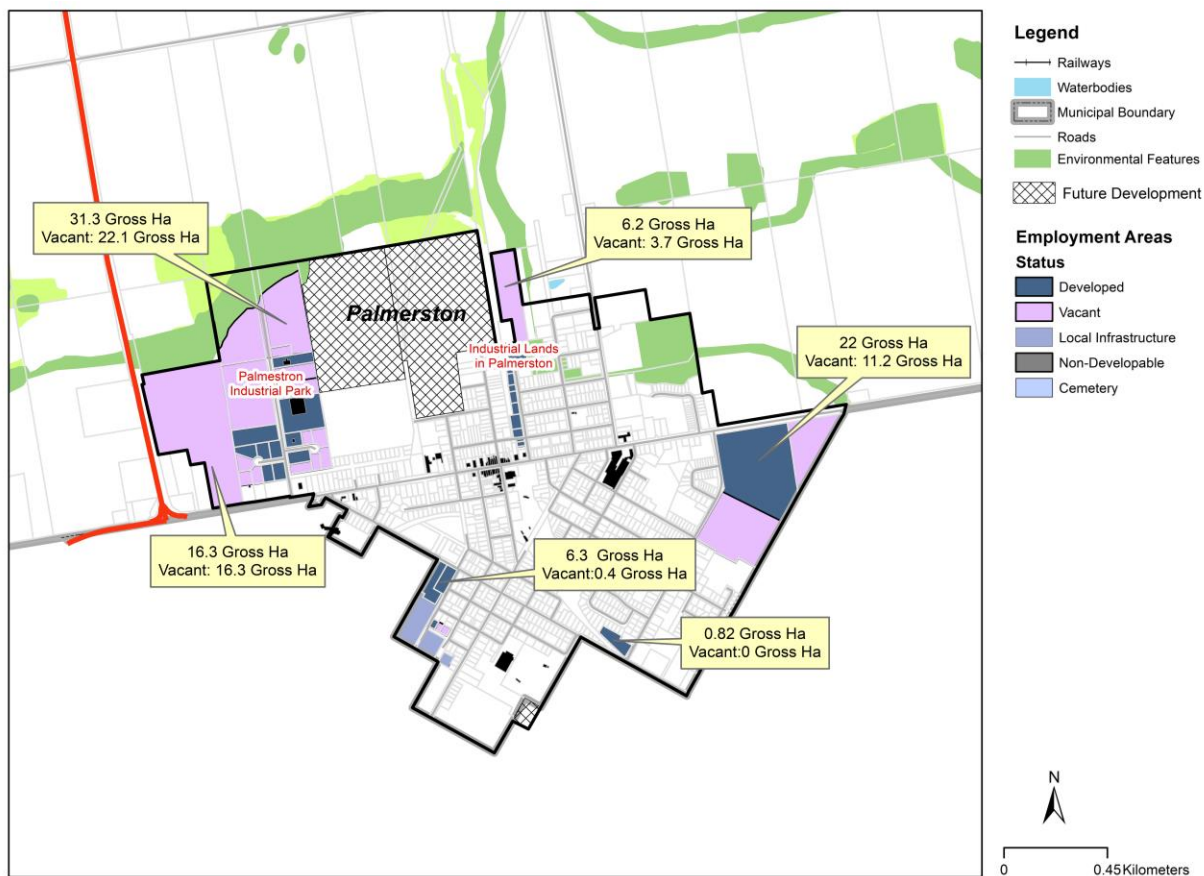 31.3 Gross Ha
Vacant: 22.1 Gross Ha
6.2 Gross Ha
Vacant: 3.7 Gross Ha
Palmerston
Industrial Lands
in Palmerston
22 Gross Ha
Vacant: 11.2 Gross Ha
Palmestron
Industrial Park
16.3 Gross Ha
Vacant: 16.3 Gross Ha
6.3 Gross Ha
Vacant:0.4 Gross Ha
0.82 Gross Ha
Vacant:0 Gross Ha
Legend
Railways
Waterbodies
Municipal Boundary
Roads
Environmental Features
Future Development
Employment Areas
Status
Developed
Vacant
Local Infrastructure
Non-Developable
Cemetery
N
0 0.45 Kilometers